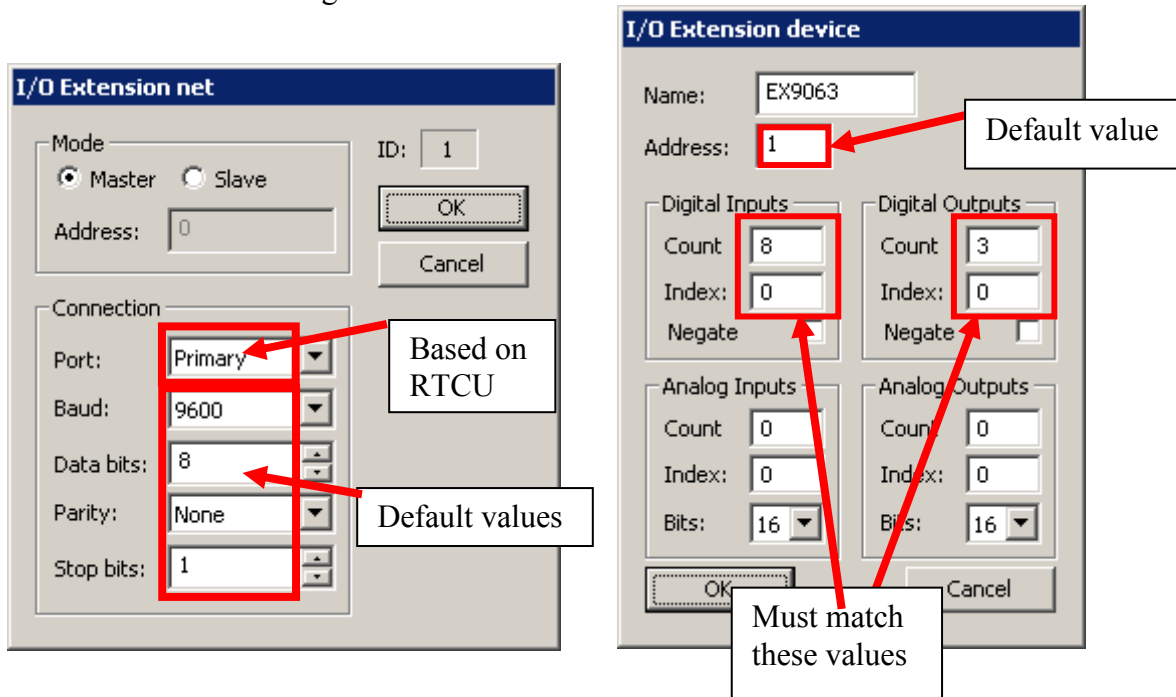 I/O Extension net
Mode
Master Slave
Address: 0
ID: 1
OK
Cancel
Connection
Port: Primary
Baud: 9600
Data bits: 8
Parity: None
Stop bits: 1
Based on
RTCU
Default values
I/O Extension device
Name: EX9063
Address: 1
Default value
Digital Inputs
Count 8
Index: 0
Negate
Digital Outputs
Count 3
Index: 0
Negate
Analog Inputs
Count 0
Index: 0
Bits: 16
Analog Outputs
Count 0
Index: 0
Bits: 16
OK
Cancel
Must match
these values